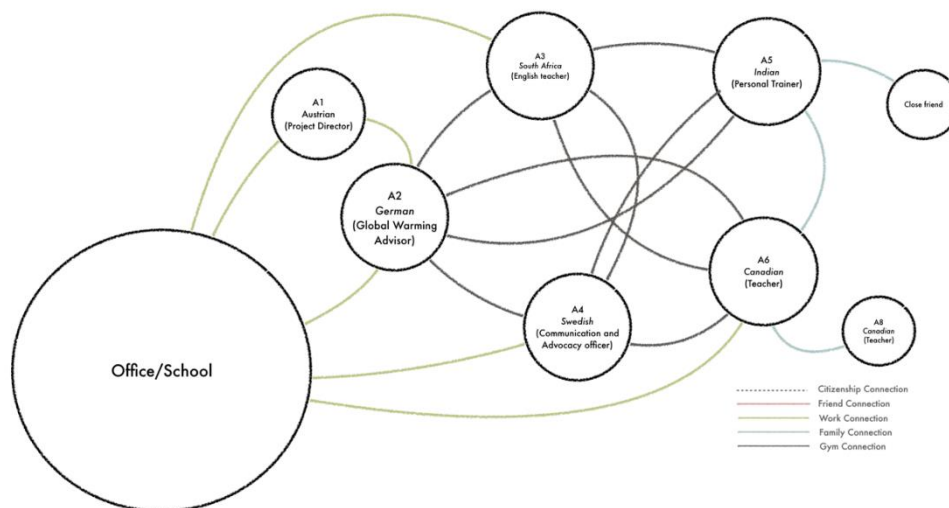 A3
South Africa
(English teacher)
A5
Indian
(Personal Trainer)
Close friend
A1
Austrian
(Project Director)
A2
German
(Global Warming
Advisor)
A6
Canadian
(Teacher)
A4
Swedish
(Communication and
Advocacy officer)
A8
Canadian
(Teacher)
Office/School
Citizenship Connection
Friend Connection
Work Connection
Family Connection
Gym Connection